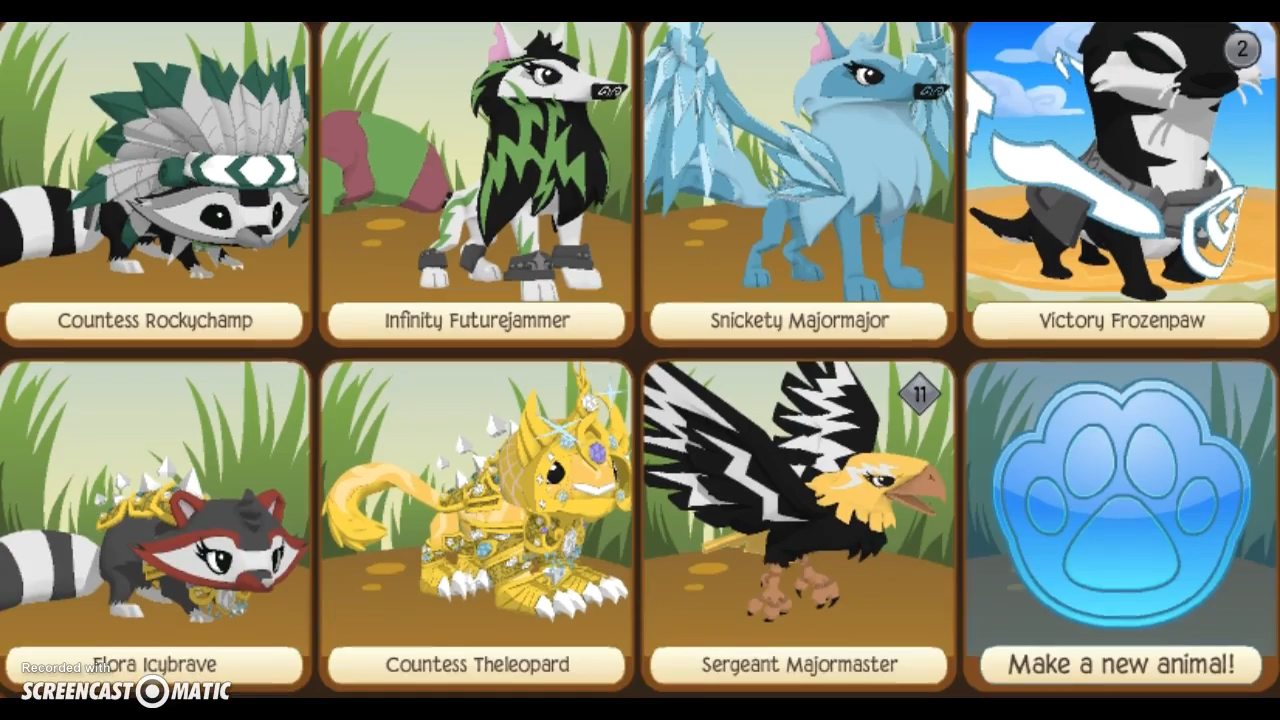 2
Countess Rockychamp
Infinity Futurejammer
Snickety Majormajor
Victory Frozenpaw
11
Flora Icybrave
Countess Theleopard
Sergeant Majormaster
Make a new animal!
Recorded with
SCREENCAST MATIC